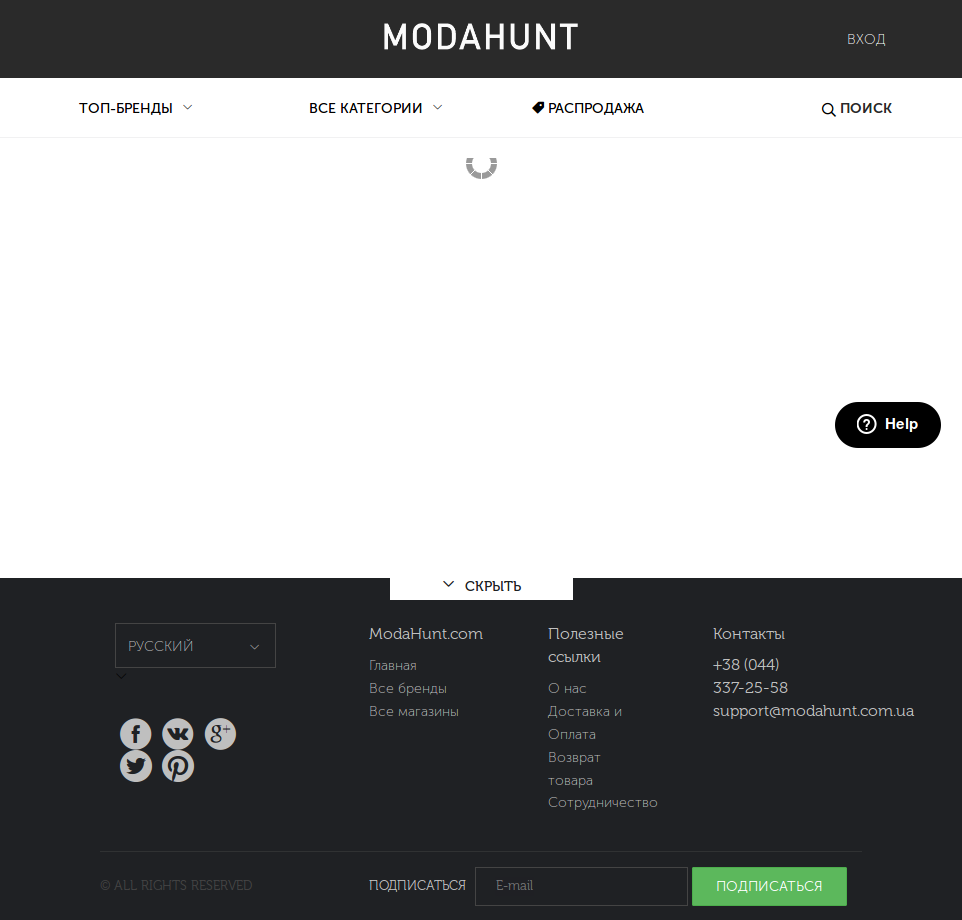 MODAHUNT
ВХОД
ТОП-БРЕНДЫ
ВСЕ КАТЕГОРИИ
РАСПРОДАЖА
ПОИСК
Help
СКРЫТЬ
РУССКИЙ
ModaHunt.com
Главная
Все бренды
Все магазины
Полезные
ссылки
О нас
Доставка и
Оплата
Возврат
товара
Сотрудничество
Контакты
+38 (044)
337-25-58
support@modahunt.com.ua
© ALL RIGHTS RESERVED
ПОДПИСАТЬСЯ
E-mail
ПОДПИСАТЬСЯ